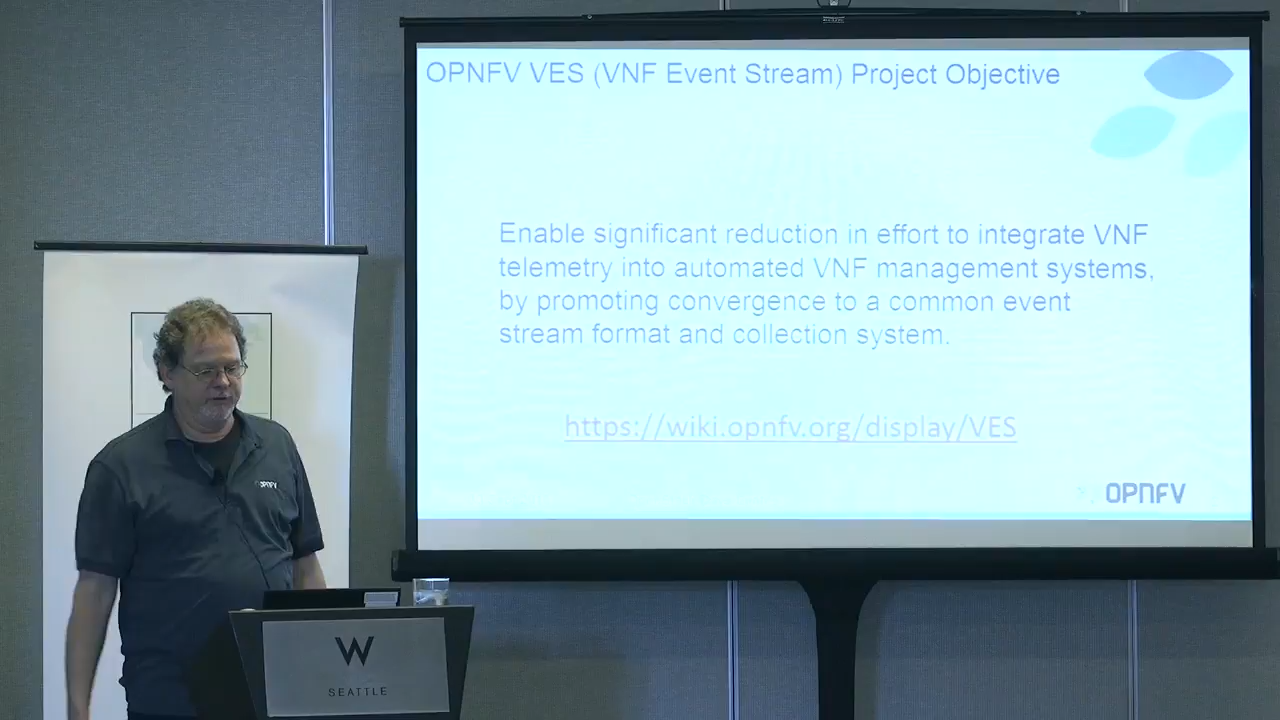 OPNFV VES (VNF Event Stream) Project Objective
Enable significant reduction in effort to integrate VNF
telemetry into automated VNF management systems,
by promoting convergence to a common event
stream format and collection system.
https://wiki.opnfv.org/display/VES
OPNFV
OPNFV
W
SEATTLE